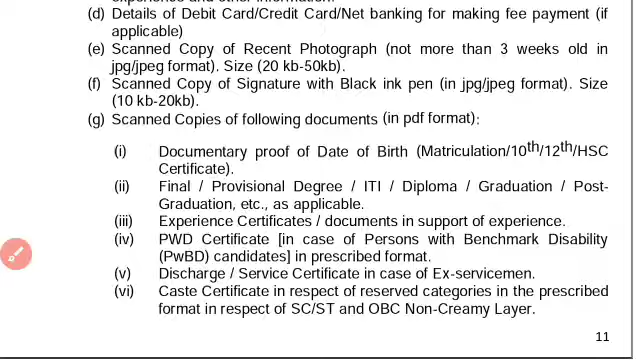 experience and other information.
(d) Details of Debit Card/Credit Card/Net banking for making fee payment (if
applicable)
(e) Scanned Copy of Recent Photograph (not more than 3 weeks old in
jpg/jpeg format). Size (20 kb-50kb).
(f) Scanned Copy of Signature with Black ink pen (in jpg/jpeg format). Size
(10 kb-20kb).
(g) Scanned Copies of following documents (in pdf format):
(i) Documentary proof of Date of Birth (Matriculation/10th/12th/HSC
Certificate).
(ii) Final / Provisional Degree / ITI / Diploma / Graduation / Post-
Graduation, etc., as applicable.
(iii) Experience Certificates / documents in support of experience.
(iv) PWD Certificate [in case of Persons with Benchmark Disability
(PwBD) candidates] in prescribed format.
(v) Discharge / Service Certificate in case of Ex-servicemen.
(vi) Caste Certificate in respect of reserved categories in the prescribed
format in respect of SC/ST and OBC Non-Creamy Layer.
11